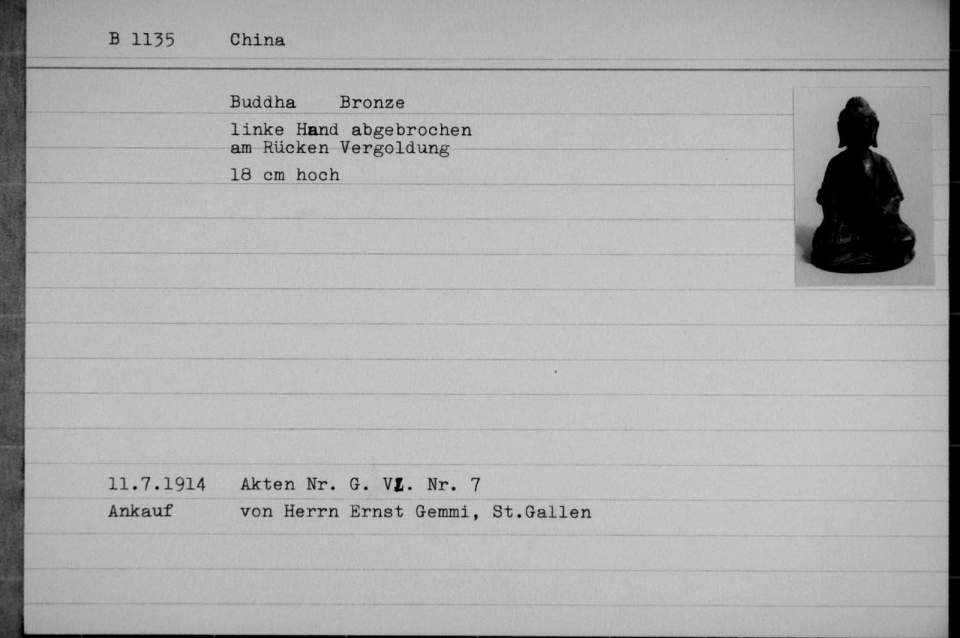 B 1135 China
Buddha Bronze
linke Hand abgebrochen
am Rücken Vergoldung
18 cm hoch
11.7.1914 Akten Nr. G. VI. Nr. 7
Ankauf von Herrn Ernst Gemmi, St.Gallen